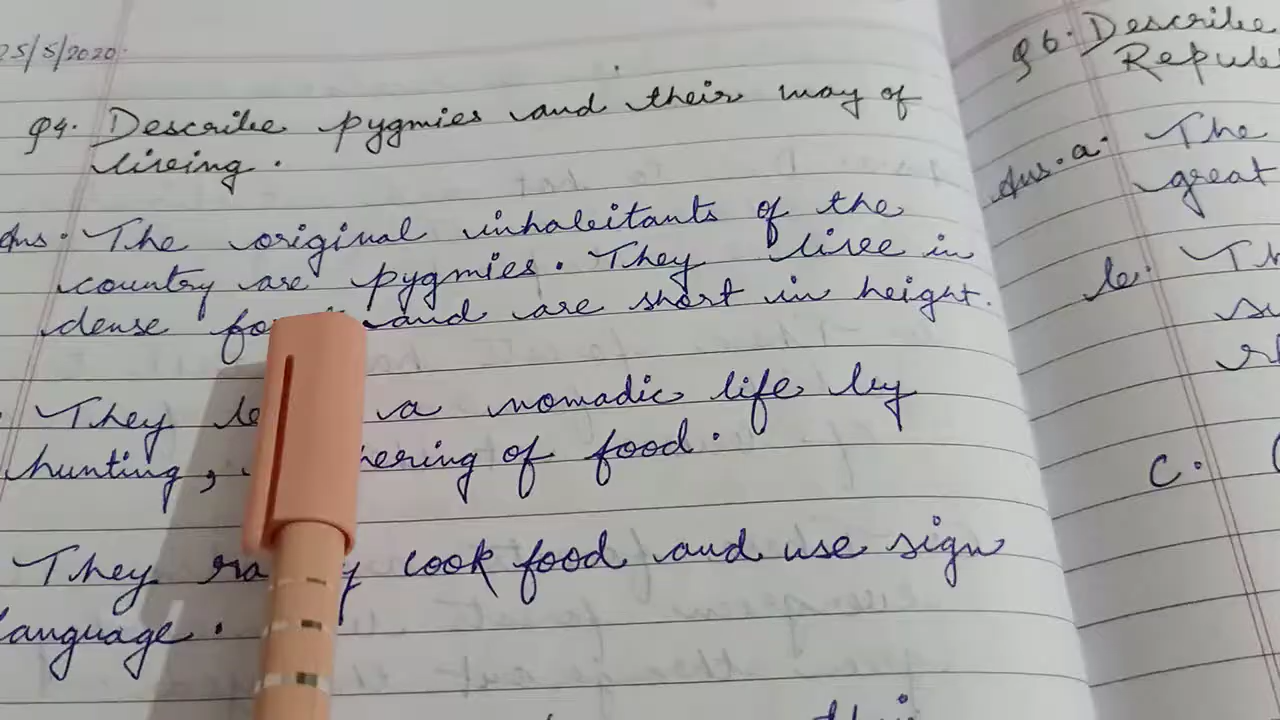 25/5/2020
Q4. Describe pygmies and their way of
living.
Ans. The original inhabitants of the
country are pygmies. They live in
dense and are short in height.
They a nomadic life by
hunting, of food.
They cook food and use sign
language.
Q6. Describe
Ans. a. The
great
b.
c.